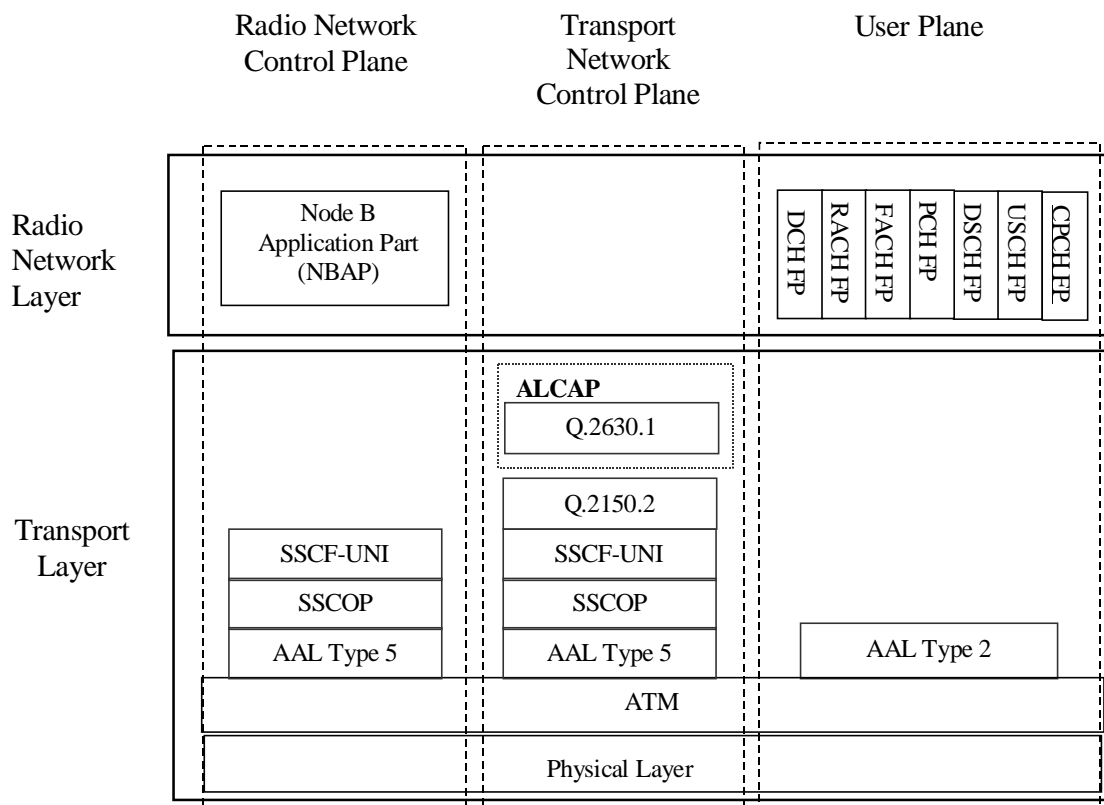 Radio Network
Control Plane
Transport
Network
Control Plane
User Plane
Radio
Network
Layer
Node B
Application Part
(NBAP)
DCH FP
RACH FP
FACH FP
PCH FP
DSCH FP
USCH FP
CPCH FP
Transport
Layer
ALCAP
Q.2630.1
Q.2150.2
SSCF-UNI
SSCF-UNI
SSCOP
SSCOP
AAL Type 5
AAL Type 5
AAL Type 2
ATM
Physical Layer